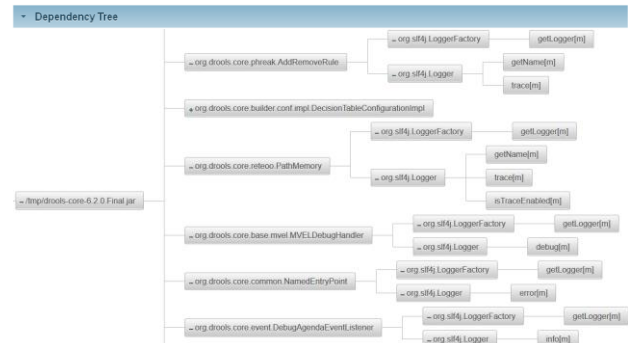 Dependency Tree
– org.slf4j.LoggerFactory
getLogger[m]
– org.drools.core.phreak.AddRemoveRule
– org.slf4j.Logger
getName[m]
trace[m]
+ org.drools.core.builder.conf.impl.DecisionTableConfigurationImpl
– org.slf4j.LoggerFactory
getLogger[m]
– org.drools.core.reteoo.PathMemory
– org.slf4j.Logger
getName[m]
trace[m]
isTraceEnabled[m]
– /tmp/drools-core-6.2.0.Final.jar
– org.slf4j.LoggerFactory
getLogger[m]
– org.drools.core.base.mvel.MVELDebugHandler
– org.slf4j.Logger
debug[m]
– org.slf4j.LoggerFactory
getLogger[m]
– org.drools.core.common.NamedEntryPoint
– org.slf4j.Logger
error[m]
– org.slf4j.LoggerFactory
getLogger[m]
– org.drools.core.event.DebugAgendaEventListener
– org.slf4j.Logger
info[m]